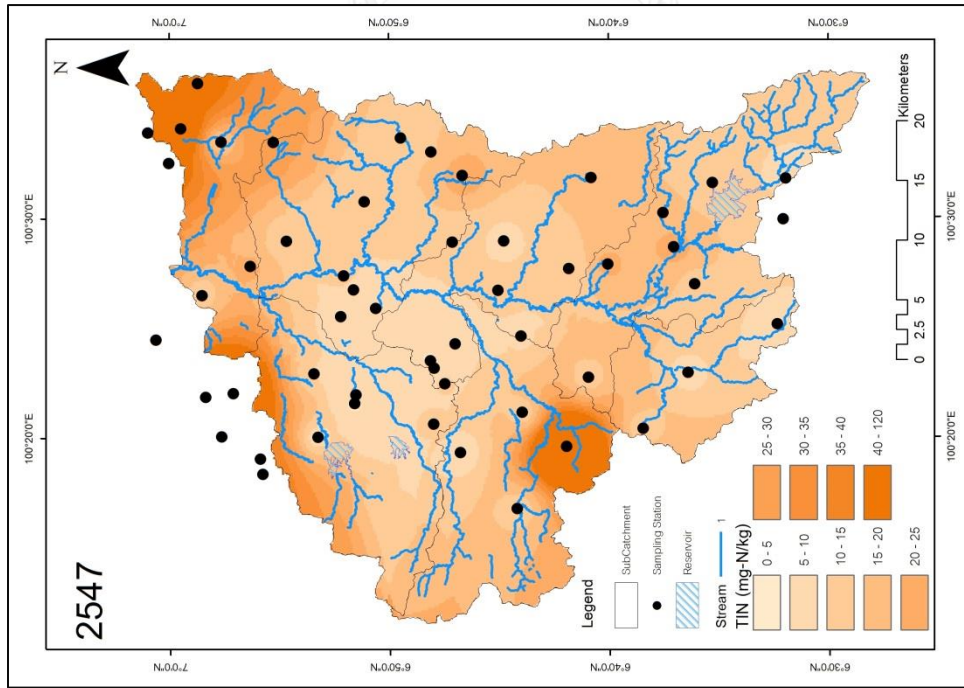 2547
N
100°20'0"E
100°30'0"E
7°0'0"N
6°50'0"N
6°40'0"N
6°30'0"N
7°0'0"N
6°50'0"N
6°40'0"N
6°30'0"N
100°20'0"E
100°30'0"E
Legend
SubCatchment
Sampling Station
Reservoir
Stream
1
TIN (mg-N/kg)
0 - 5
5 - 10
10 - 15
15 - 20
20 - 25
25 - 30
30 - 35
35 - 40
40 - 120
0 2.5 5 10 15 20
Kilometers